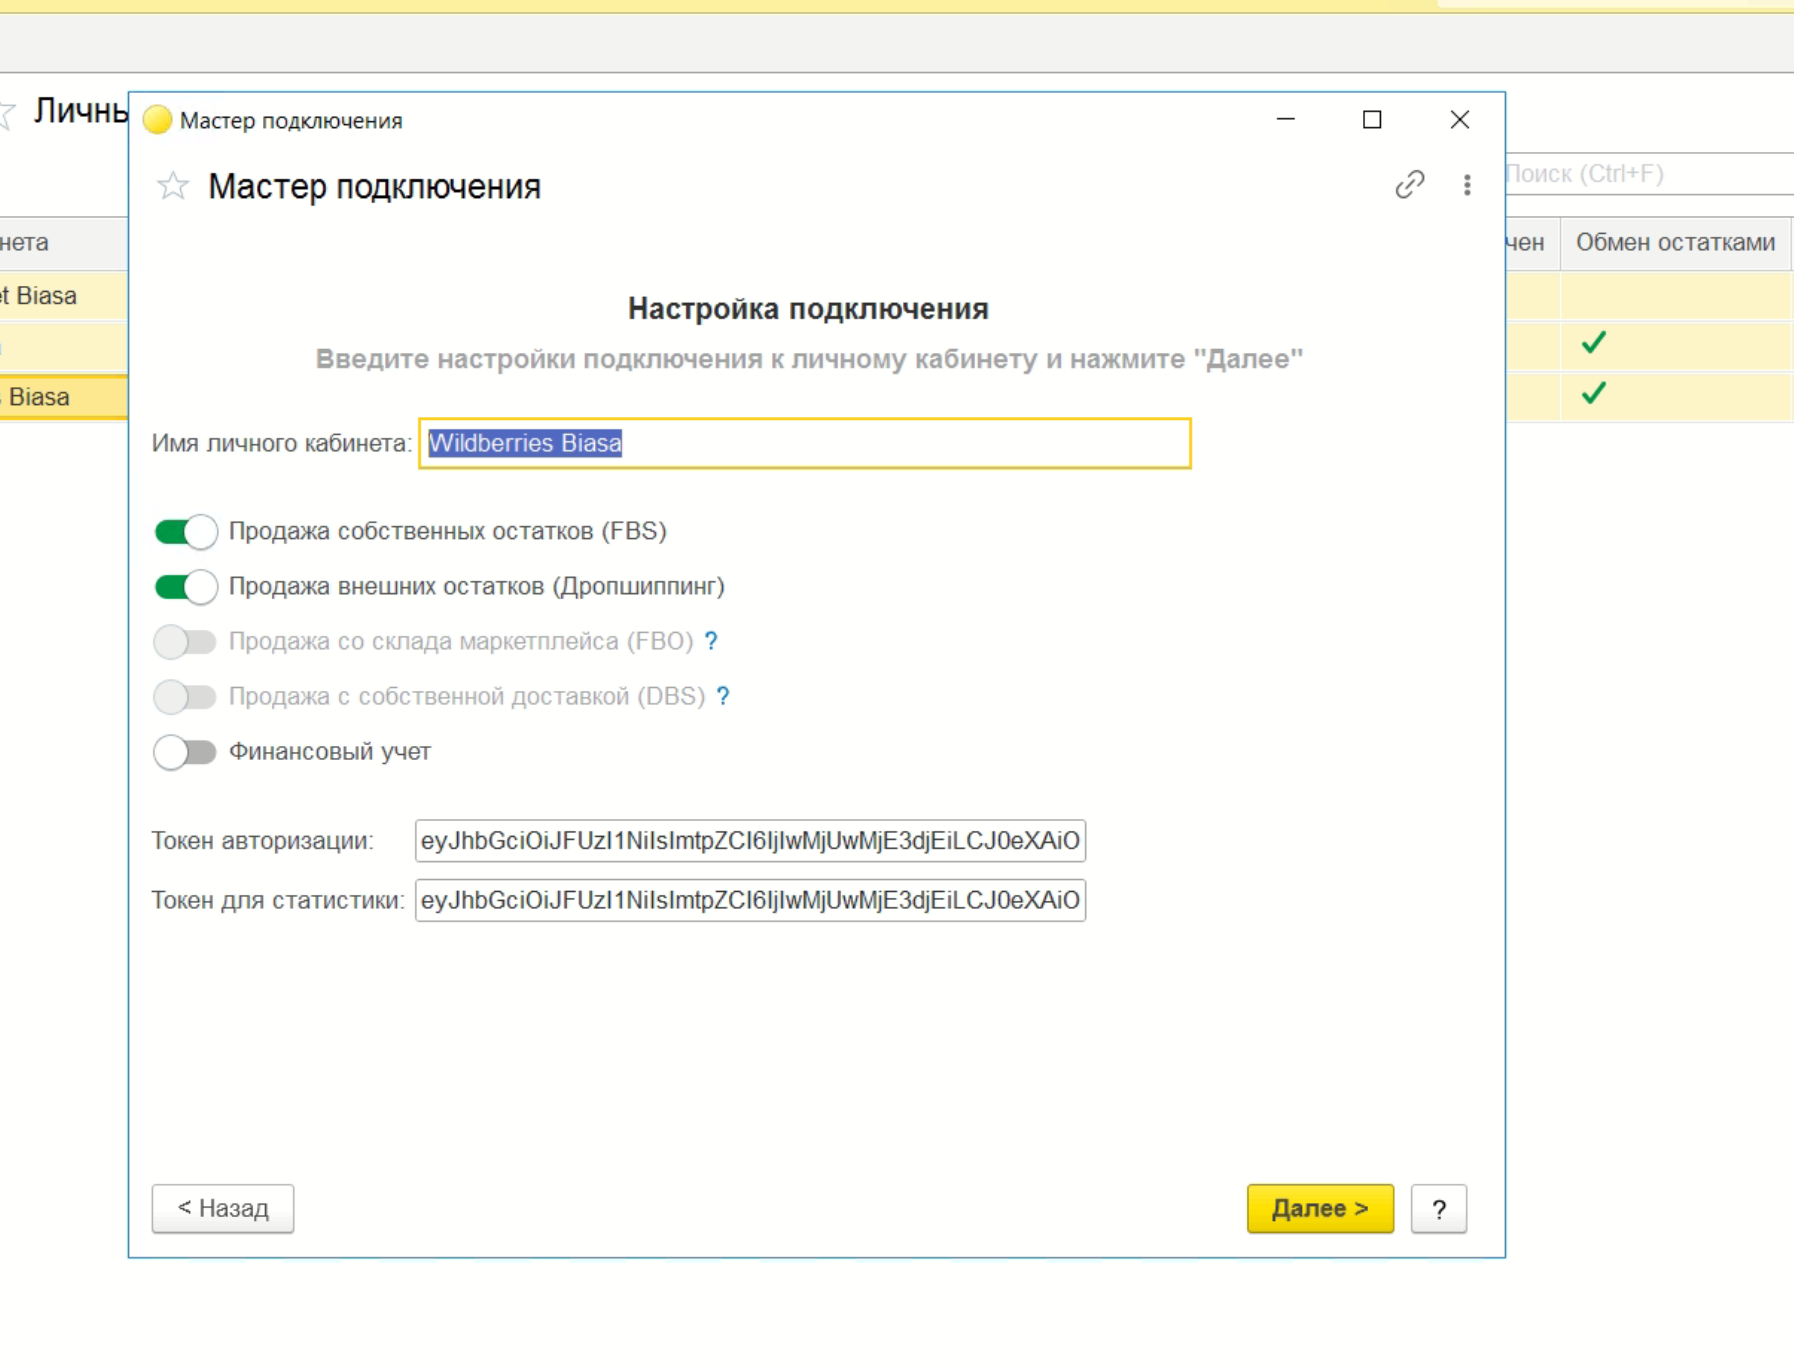 Личнь
Мастер подключения
Мастер подключения
Поиск (Ctrl+F)
нета
чен
Обмен остатками
et Biasa
s Biasa
Настройка подключения
Введите настройки подключения к личному кабинету и нажмите "Далее"
Имя личного кабинета: Wildberries Biasa
Продажа собственных остатков (FBS)
Продажа внешних остатков (Дропшиппинг)
Продажа со склада маркетплейса (FBO) ?
Продажа с собственной доставкой (DBS) ?
Финансовый учет
Токен авторизации: eyJhbGciOiJFUzI1NiIsImtpZCI6IjIwMjUwMjE3djEiLCJ0eXAiO
Токен для статистики: eyJhbGciOiJFUzI1NiIsImtpZCI6IjIwMjUwMjE3djEiLCJ0eXAiO
< Назад
Далее >
?